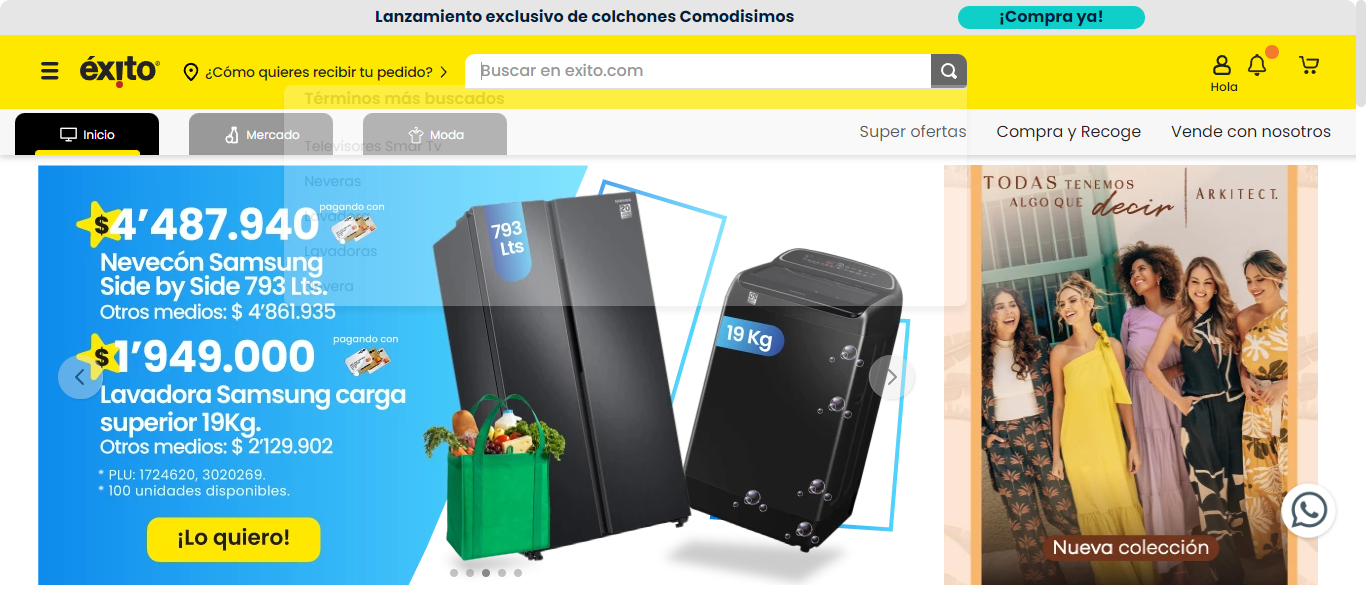 Lanzamiento exclusivo de colchones Comodisimos
¡Compra ya!
éxito
¿Cómo quieres recibir tu pedido?
Buscar en exito.com
Hola
Términos más buscados
Inicio
Mercado
Moda
Super ofertas
Compra y Recoge
Vende con nosotros
Televisores Smar Tv
Neveras
Lavadora
Lavadoras
Nevera
$4’487.940
pagando con
Nevecón Samsung
Side by Side 793 Lts.
Otros medios: $ 4’861.935
$1’949.000
pagando con
Lavadora Samsung carga
superior 19Kg.
Otros medios: $ 2’129.902
* PLU: 1724620, 3020269.
* 100 unidades disponibles.
¡Lo quiero!
793
Lts
SAMSUNG
20
19 Kg
TODAS TENEMOS
ALGO QUE decir
ARKITECT.
Nueva colección